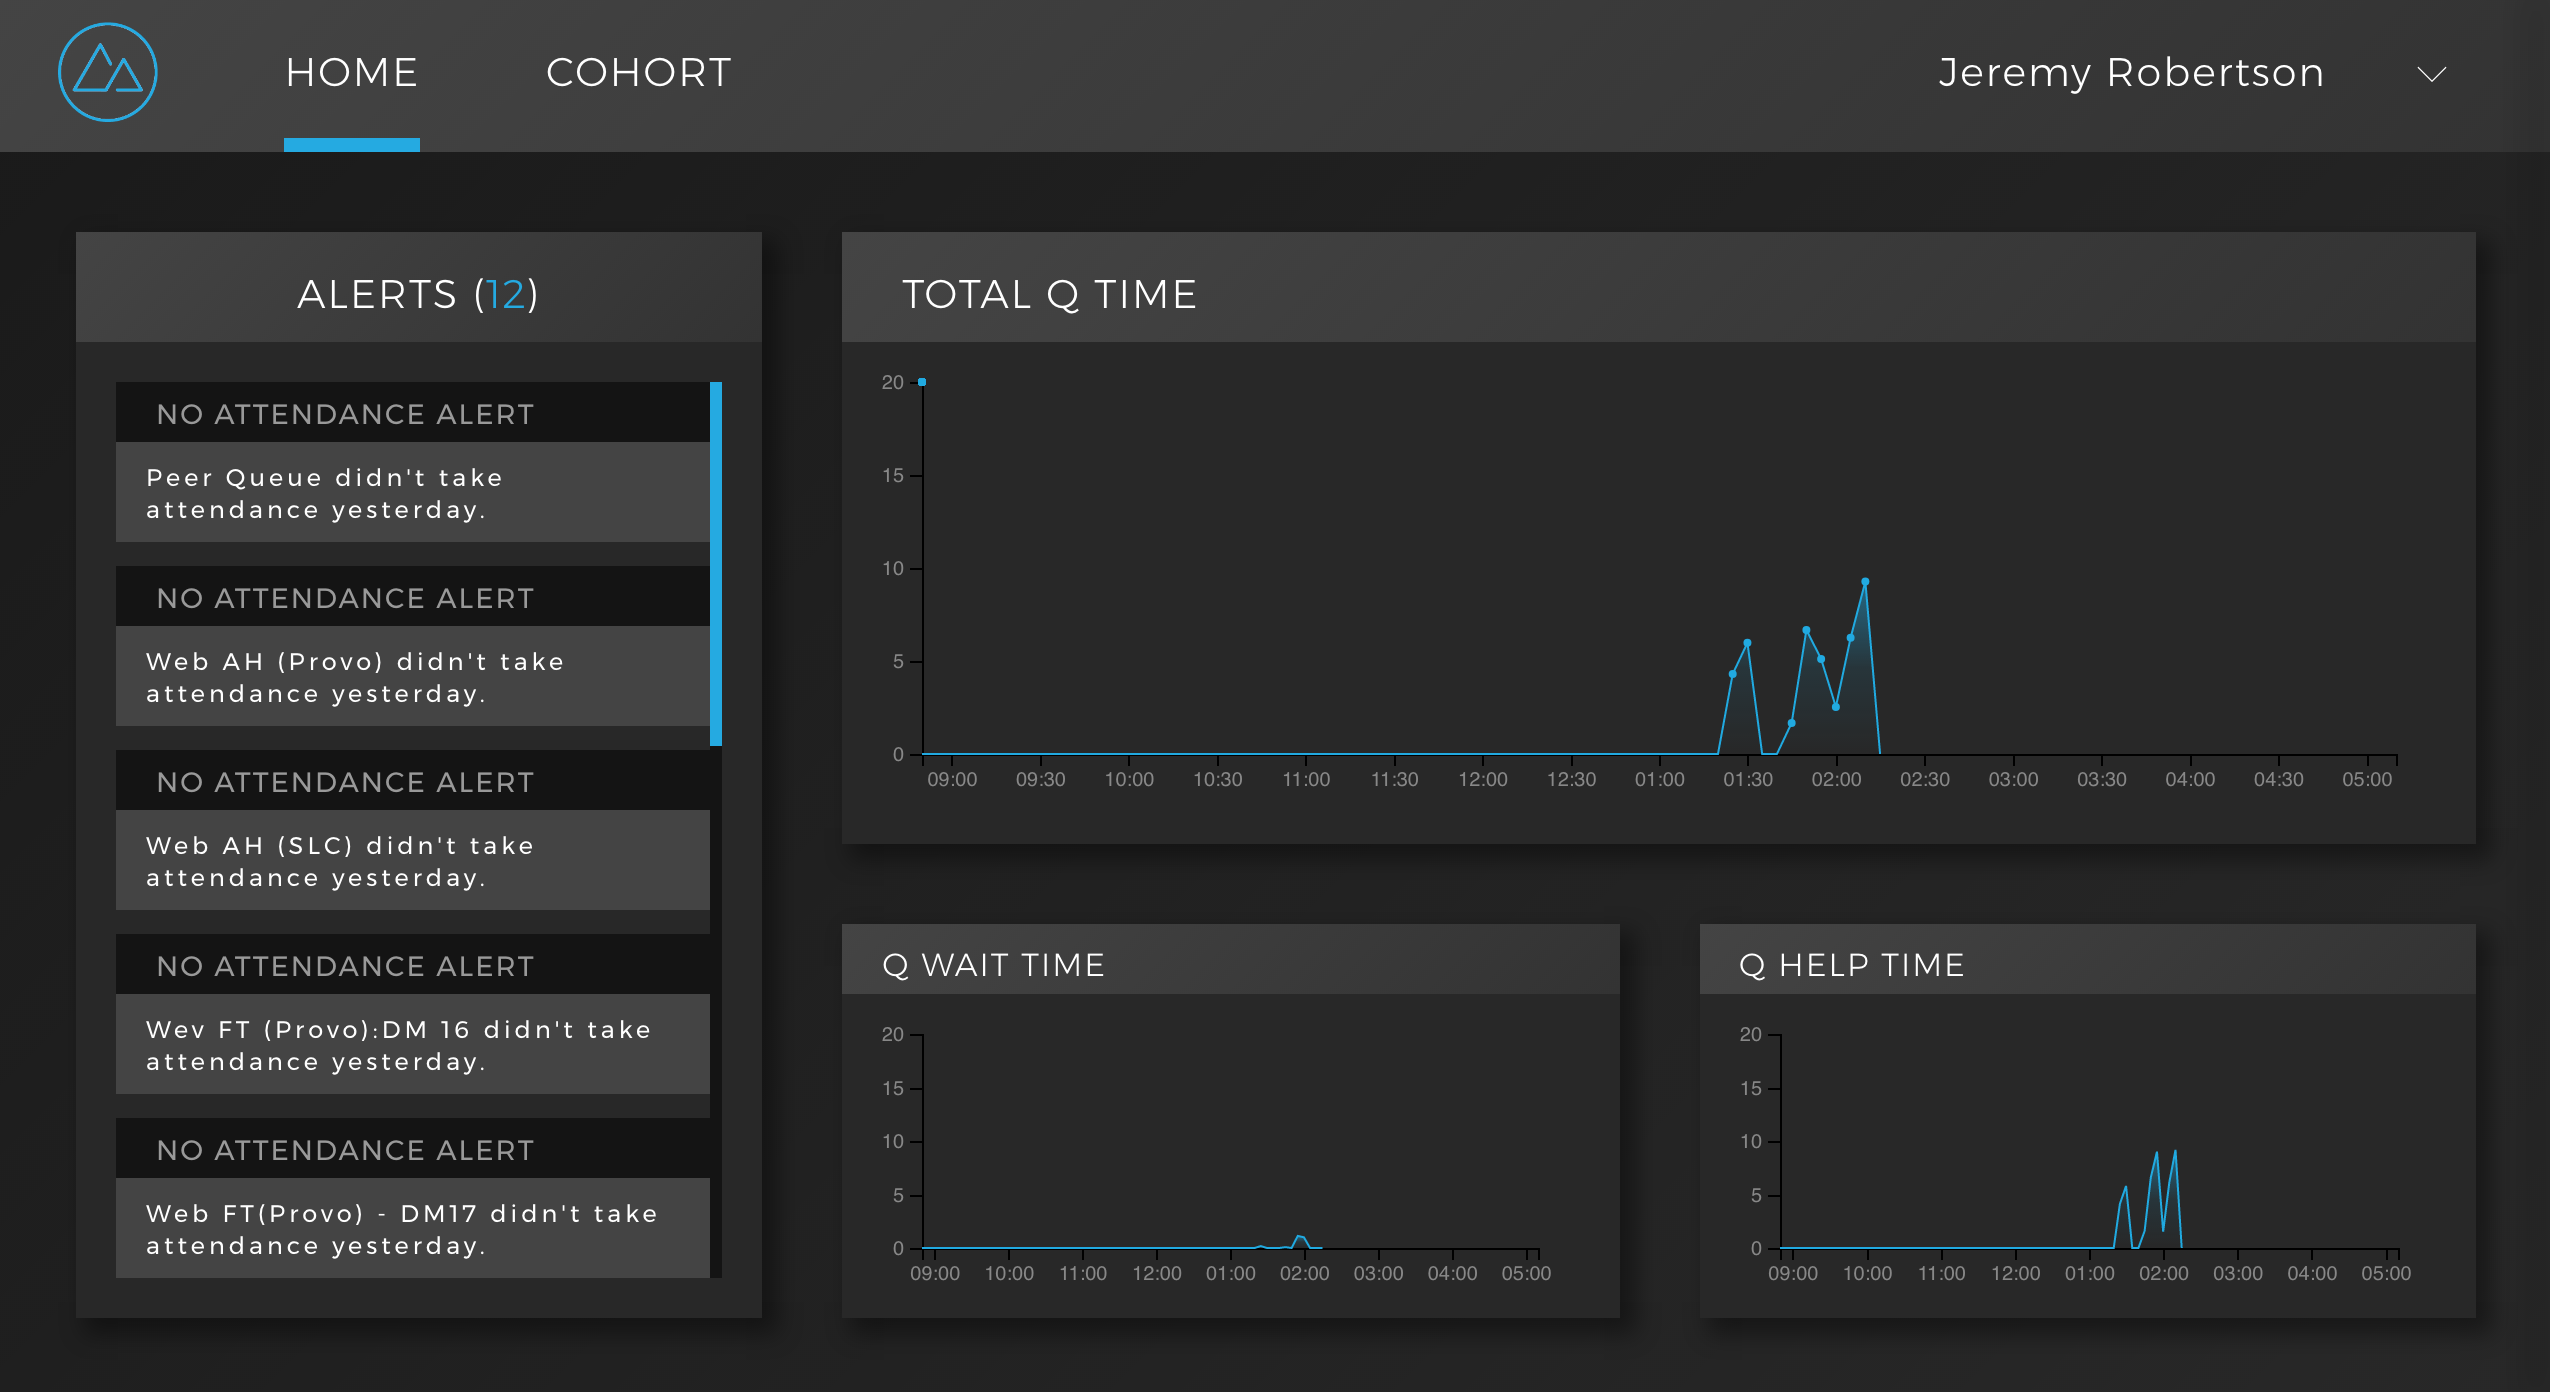 HOME
COHORT
Jeremy Robertson
ALERTS (12)
NO ATTENDANCE ALERT
Peer Queue didn't take
attendance yesterday.
NO ATTENDANCE ALERT
Web AH (Provo) didn't take
attendance yesterday.
NO ATTENDANCE ALERT
Web AH (SLC) didn't take
attendance yesterday.
NO ATTENDANCE ALERT
Wev FT (Provo):DM 16 didn't take
attendance yesterday.
NO ATTENDANCE ALERT
Web FT(Provo) - DM17 didn't take
attendance yesterday.
TOTAL Q TIME
20
15
10
5
0
09:00 09:30 10:00 10:30 11:00 11:30 12:00 12:30 01:00 01:30 02:00 02:30 03:00 03:30 04:00 04:30 05:00
Q WAIT TIME
20
15
10
5
0
09:00 10:00 11:00 12:00 01:00 02:00 03:00 04:00 05:00
Q HELP TIME
20
15
10
5
0
09:00 10:00 11:00 12:00 01:00 02:00 03:00 04:00 05:00